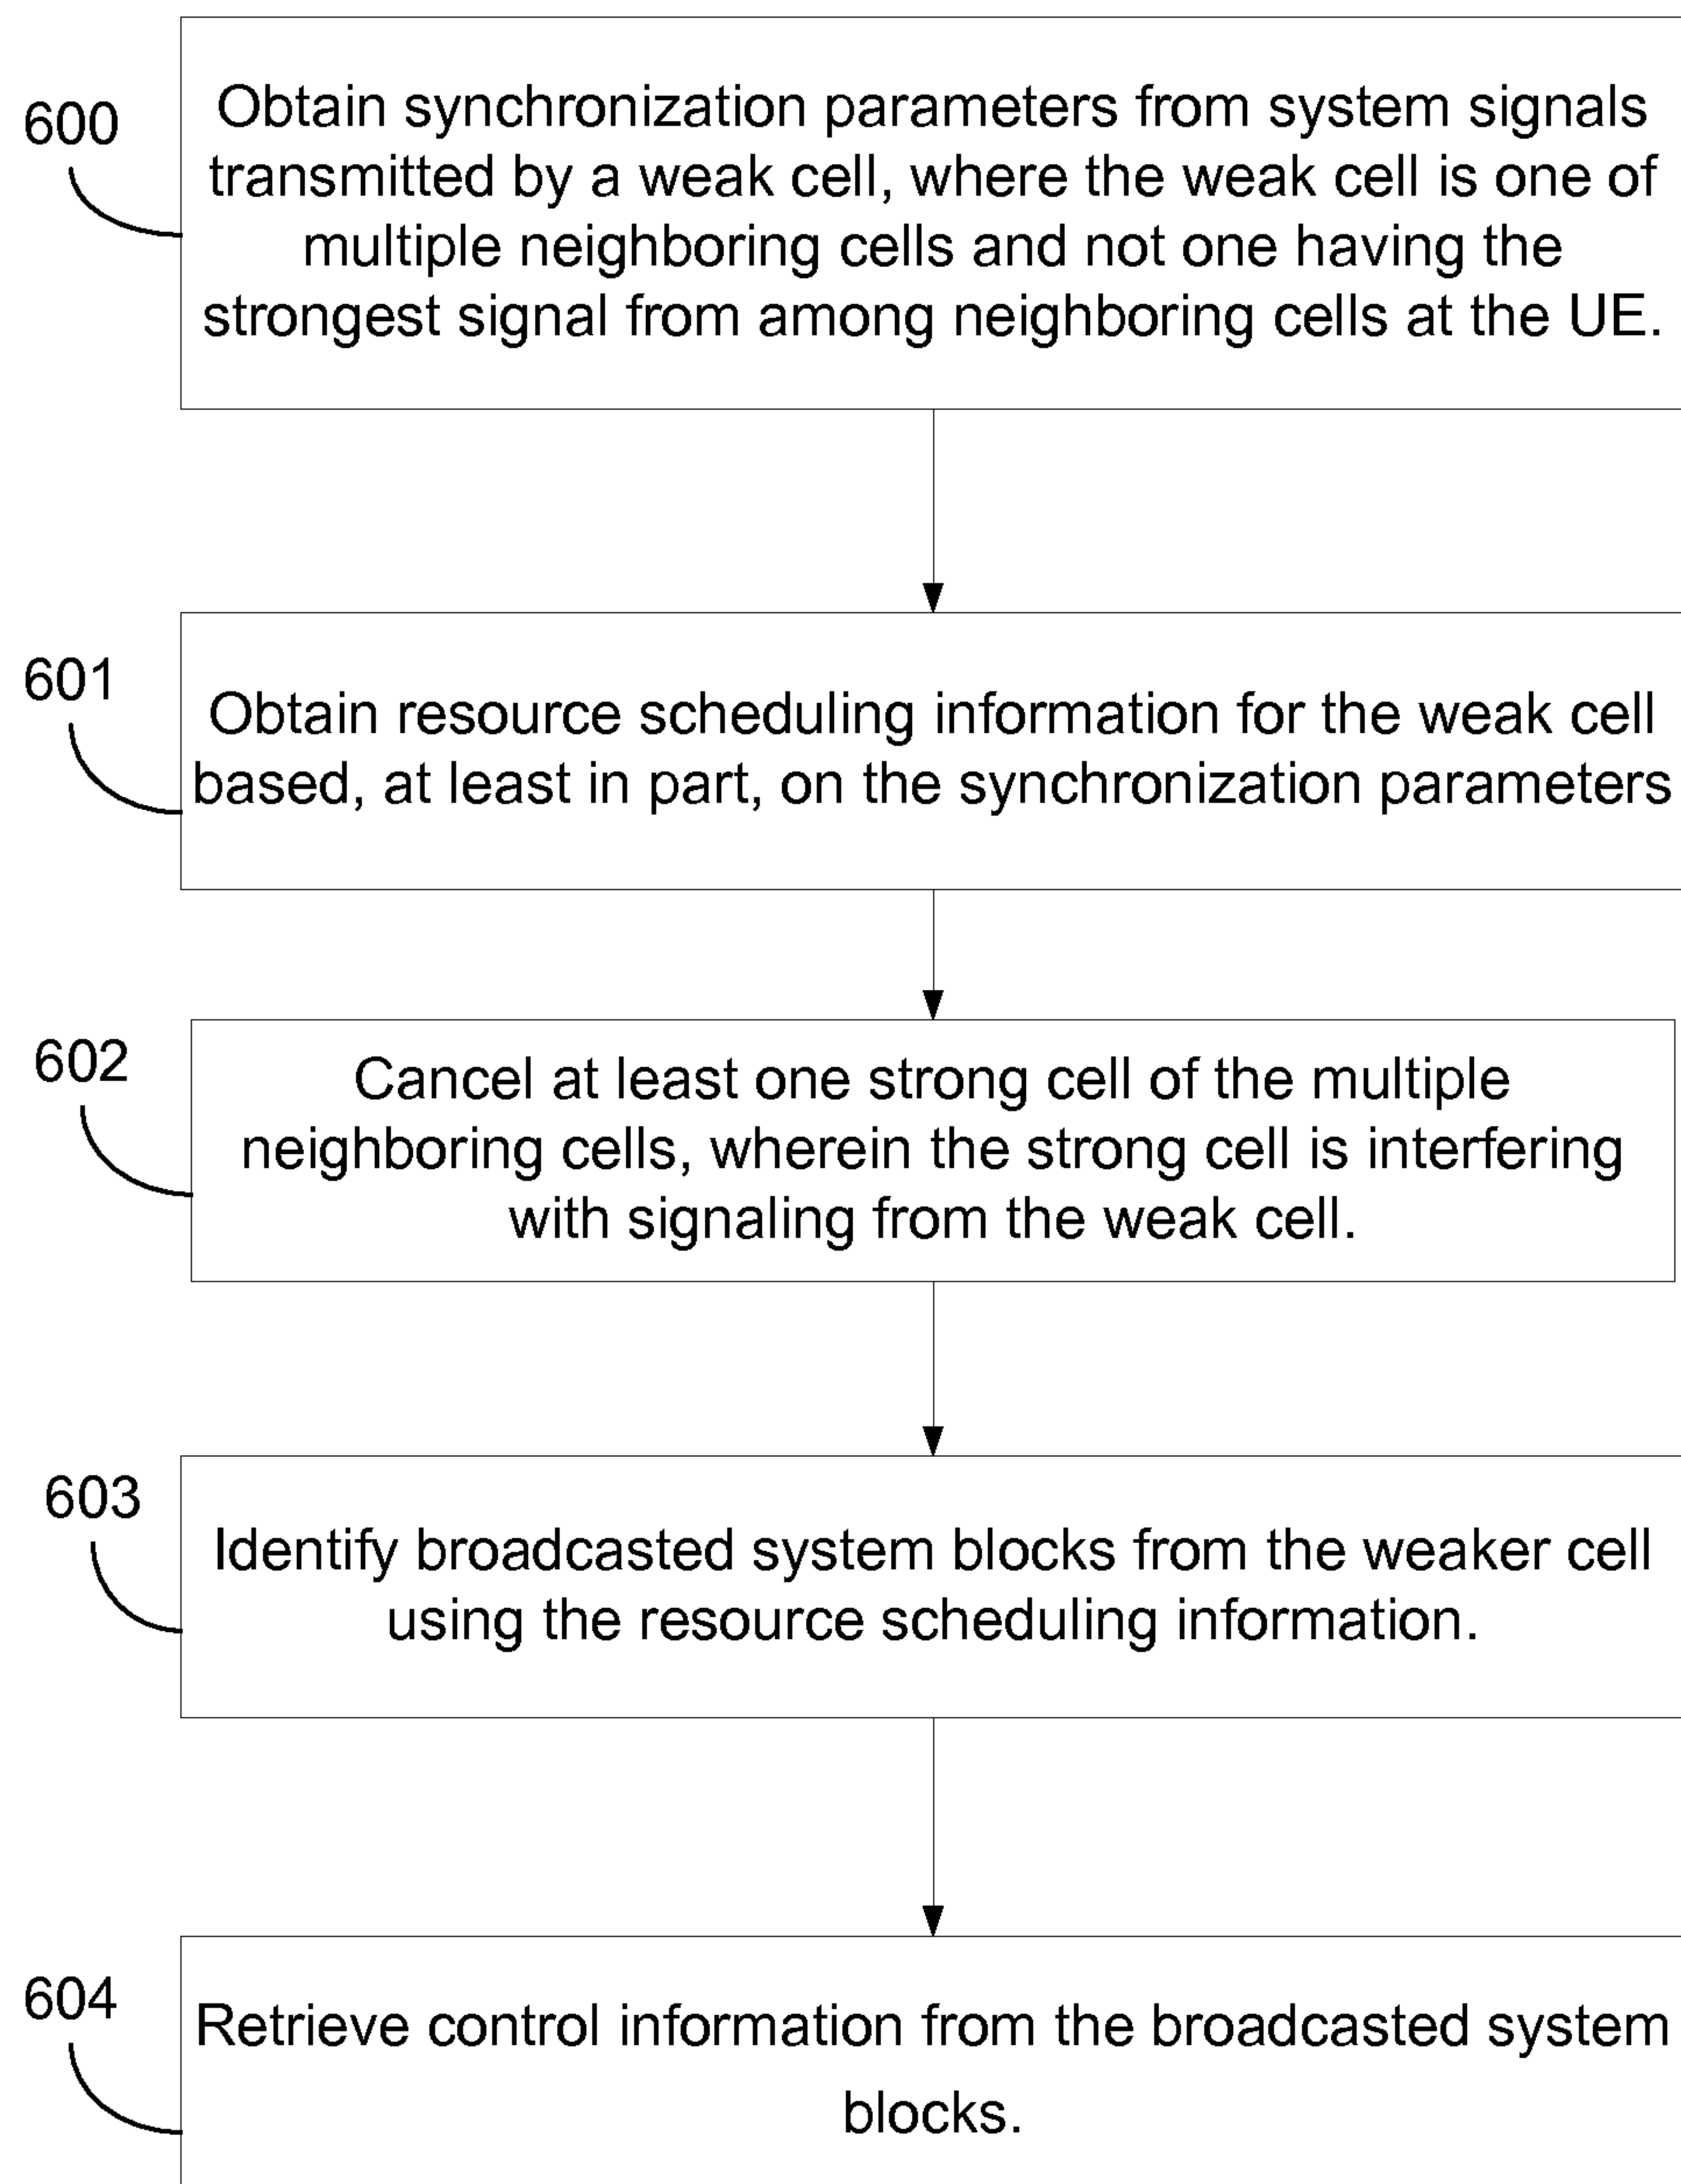 600
Obtain synchronization parameters from system signals
transmitted by a weak cell, where the weak cell is one of
multiple neighboring cells and not one having the
strongest signal from among neighboring cells at the UE.
601
Obtain resource scheduling information for the weak cell
based, at least in part, on the synchronization parameters
602
Cancel at least one strong cell of the multiple
neighboring cells, wherein the strong cell is interfering
with signaling from the weak cell.
603
Identify broadcasted system blocks from the weaker cell
using the resource scheduling information.
604
Retrieve control information from the broadcasted system
blocks.